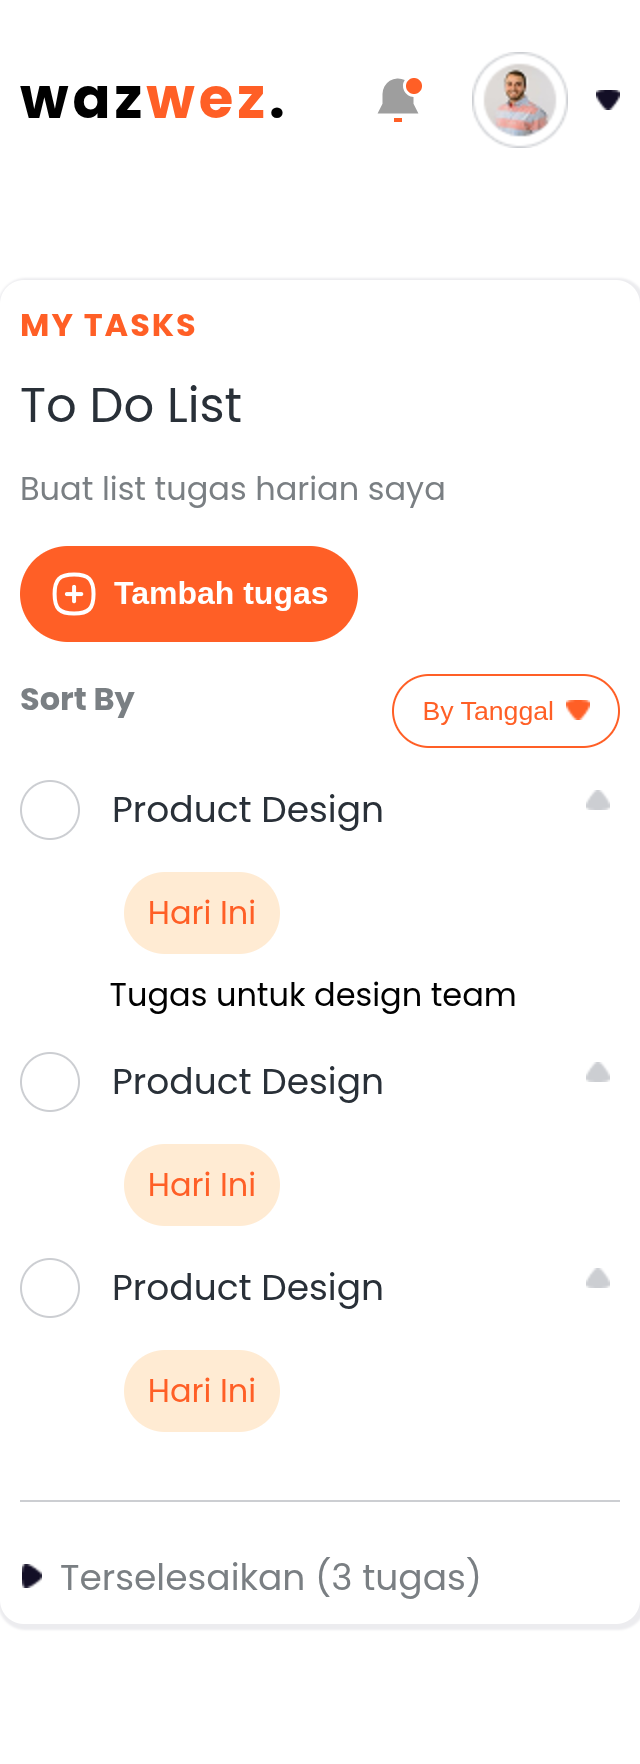 wazwez.
MY TASKS
To Do List
Buat list tugas harian saya
Tambah tugas
Sort By
By Tanggal
Product Design
Hari Ini
Tugas untuk design team
Product Design
Hari Ini
Product Design
Hari Ini
Terselesaikan (3 tugas)